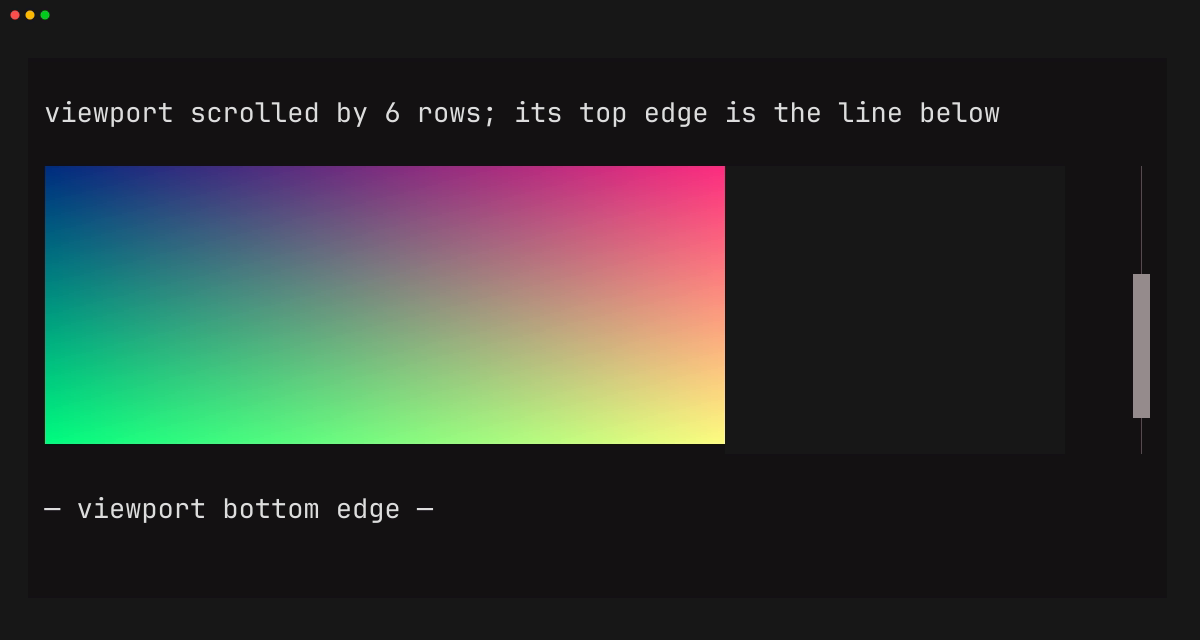 viewport scrolled by 6 rows; its top edge is the line below
— viewport bottom edge —